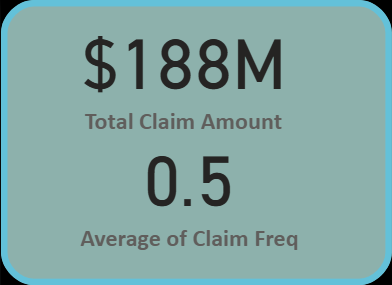 $188M
Total Claim Amount
0.5
Average of Claim Freq